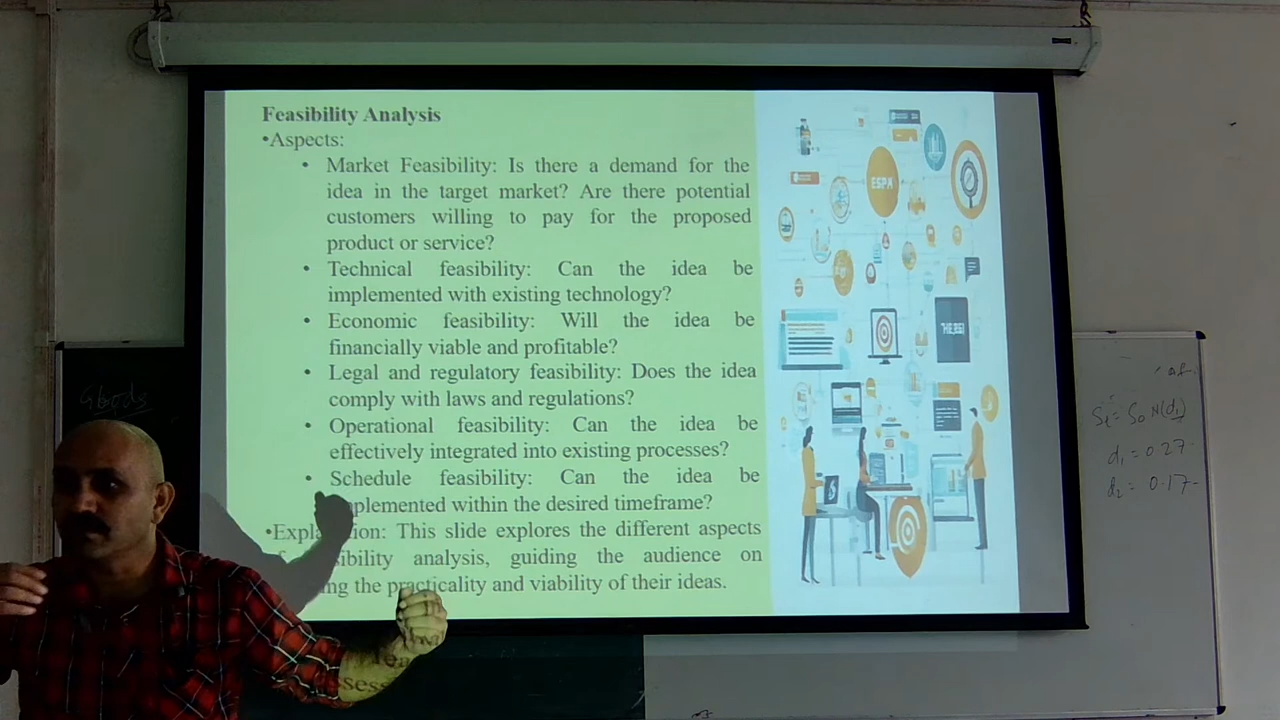 Feasibility Analysis
•Aspects:
• Market Feasibility: Is there a demand for the
idea in the target market? Are there potential
customers willing to pay for the proposed
product or service?
• Technical feasibility: Can the idea be
implemented with existing technology?
• Economic feasibility: Will the idea be
financially viable and profitable?
• Legal and regulatory feasibility: Does the idea
comply with laws and regulations?
• Operational feasibility: Can the idea be
effectively integrated into existing processes?
• Schedule feasibility: Can the idea be
plemented within the desired timeframe?
•Expla ion: This slide explores the different aspects
sibility analysis, guiding the audience on
ng the practicality and viability of their ideas.
ESPA
d₁ = 0.27
d₂ = 0.17